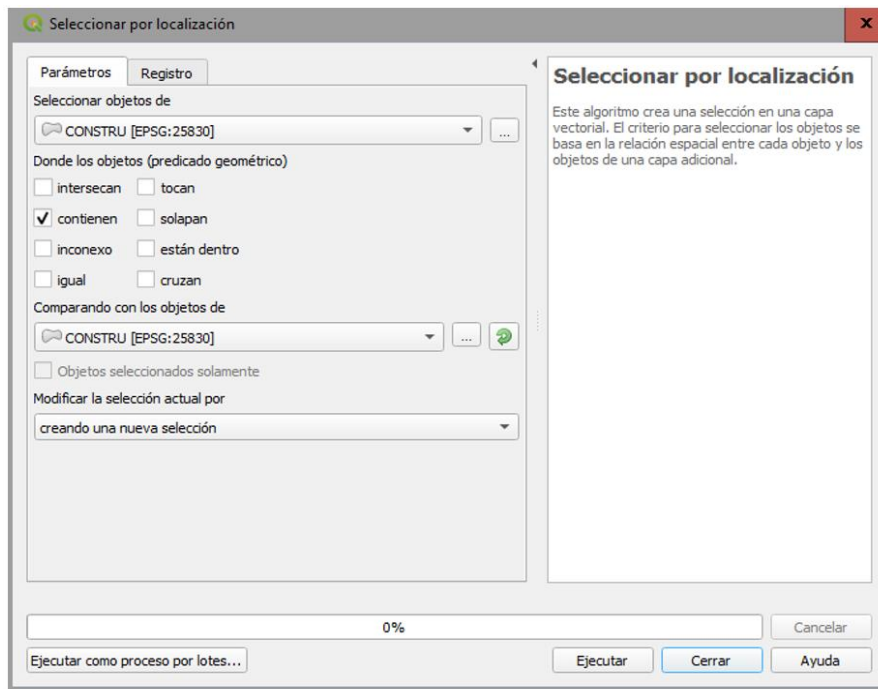 Seleccionar por localización
x
Parámetros
Registro
Seleccionar objetos de
CONSTRU [EPSG:25830]
...
Donde los objetos (predicado geométrico)
intersecan
tocan
contienen
solapan
inconexo
están dentro
igual
cruzan
Comparando con los objetos de
CONSTRU [EPSG:25830]
...
Objetos seleccionados solamente
Modificar la selección actual por
creando una nueva selección
Seleccionar por localización
Este algoritmo crea una selección en una capa
vectorial. El criterio para seleccionar los objetos se
basa en la relación espacial entre cada objeto y los
objetos de una capa adicional.
0%
Cancelar
Ejecutar como proceso por lotes...
Ejecutar
Cerrar
Ayuda